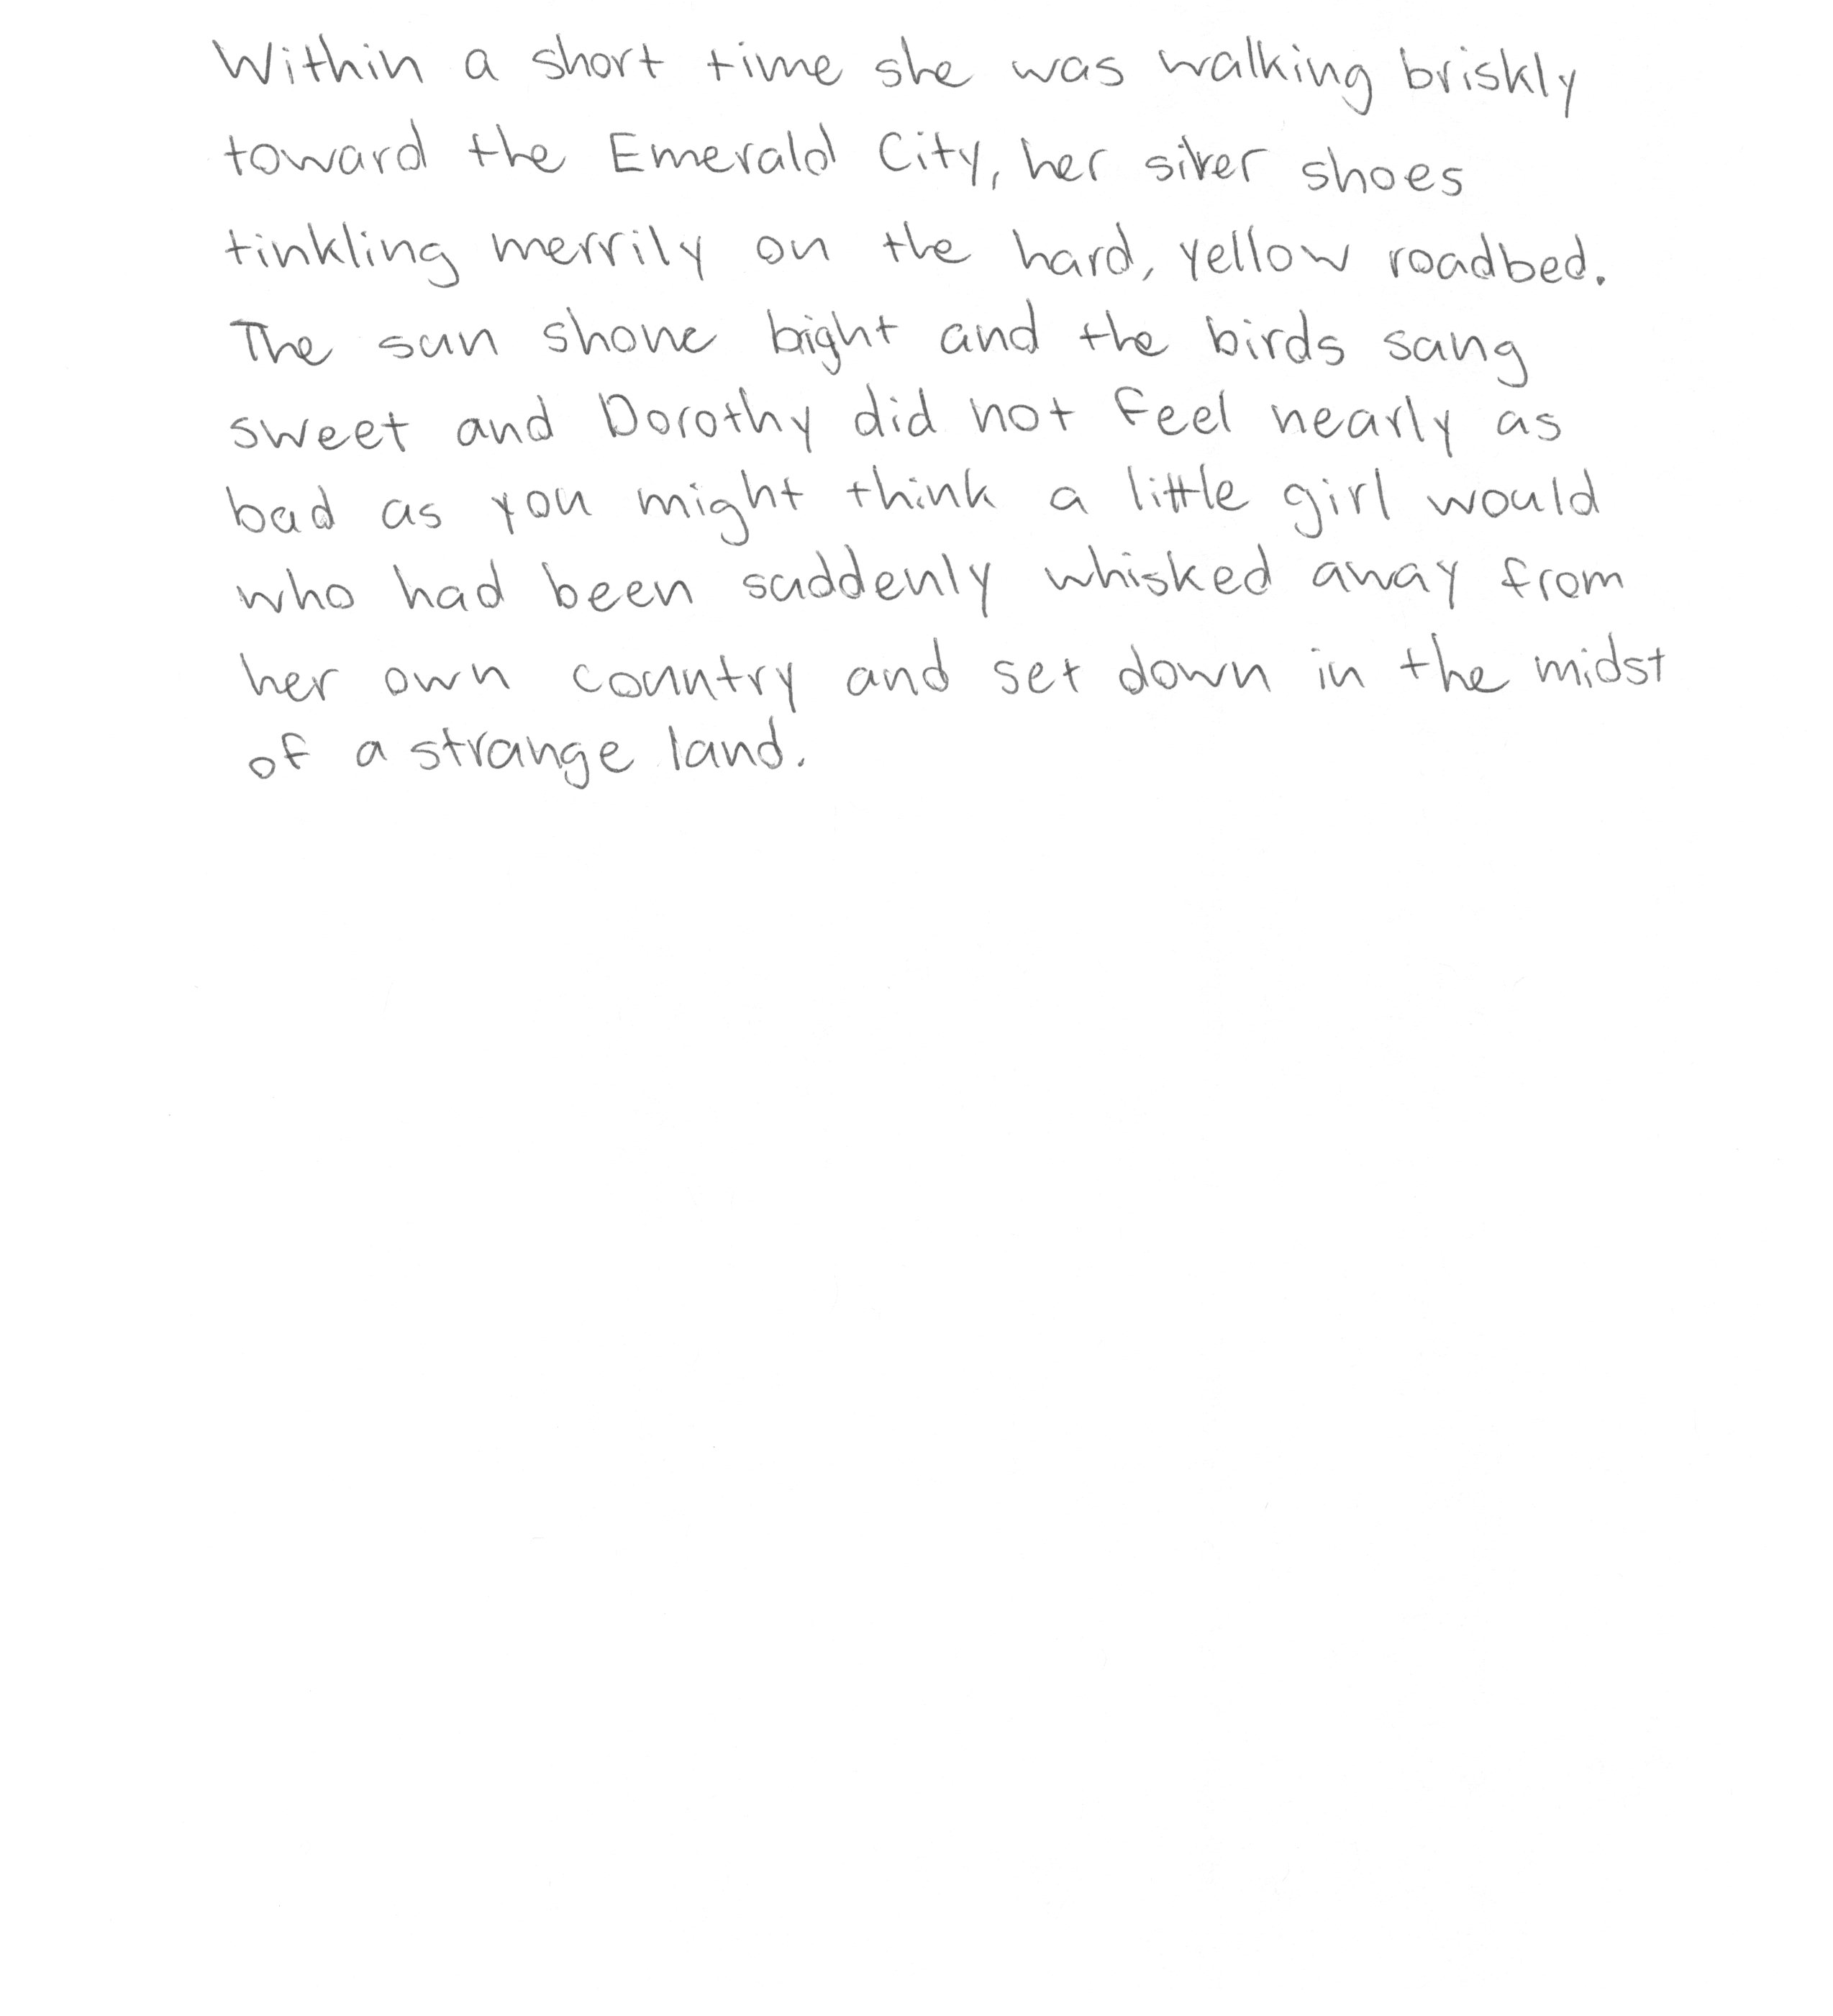 Within a short time she was walking briskly
toward the Emerald City, her silver shoes
tinkling merrily on the hard, yellow roadbed.
The sun shone bright and the birds sang
sweet and Dorothy did not feel nearly as
bad as you might think a little girl would
who had been suddenly whisked away from
her own country and set down in the midst
of a strange land.